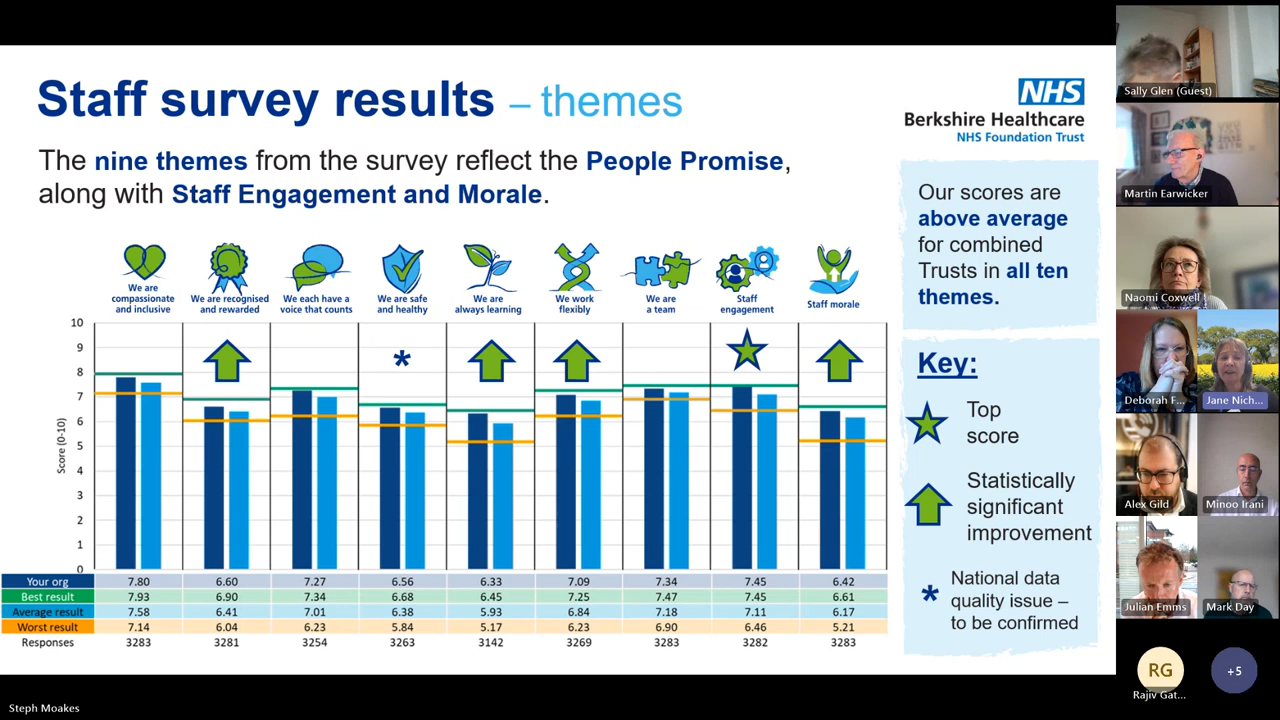 Staff survey results – themes
The nine themes from the survey reflect the People Promise,
along with Staff Engagement and Morale.
NHS
Berkshire Healthcare
NHS Foundation Trust
Our scores are
above average
for combined
Trusts in all ten
themes.
Key:
Top
score
Statistically
significant
improvement
*
National data
quality issue –
to be confirmed
We are
compassionate
and inclusive
We are recognised
and rewarded
We each have a
voice that counts
We are safe
and healthy
We are
always learning
We work
flexibly
We are
a team
Staff
engagement
Staff morale
*
Score (0-10)
10
9
8
7
6
5
4
3
2
1
0
Your org 7.80 6.60 7.27 6.56 6.33 7.09 7.34 7.45 6.42
Best result 7.93 6.90 7.34 6.68 6.45 7.25 7.47 7.45 6.61
Average result 7.58 6.41 7.01 6.38 5.93 6.84 7.18 7.11 6.17
Worst result 7.14 6.04 6.23 5.84 5.17 6.23 6.90 6.46 5.21
Responses 3283 3281 3254 3263 3142 3269 3283 3282 3283
Steph Moakes
Sally Glen (Guest)
Martin Earwicker
Naomi Coxwell
Deborah F...
Jane Nich...
Alex Gild
Minoo Irani
Julian Emms
Mark Day
RG
Rajiv Gat...
+5